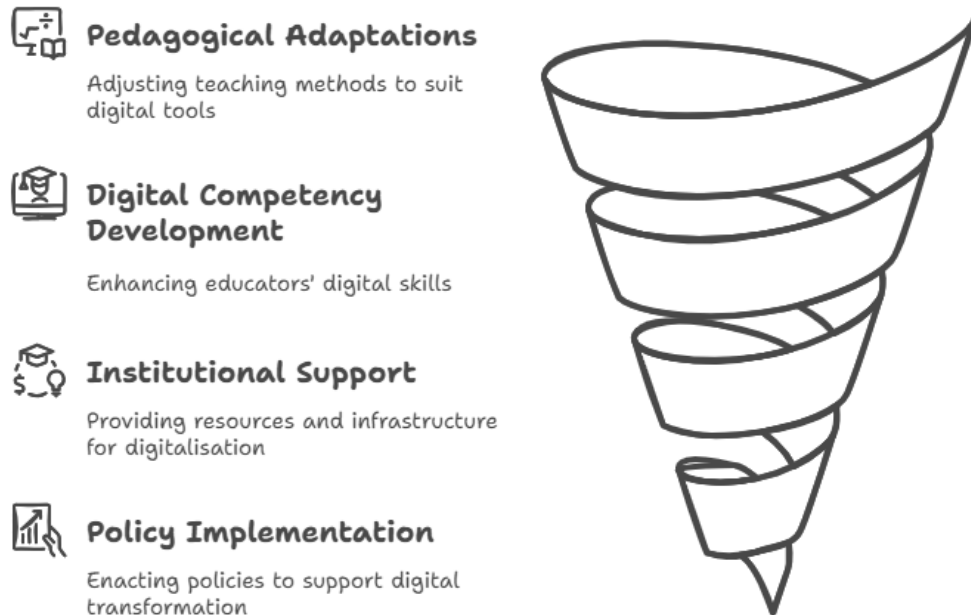 Pedagogical Adaptations
Adjusting teaching methods to suit
digital tools
Digital Competency
Development
Enhancing educators' digital skills
Institutional Support
Providing resources and infrastructure
for digitalisation
Policy Implementation
Enacting policies to support digital
transformation